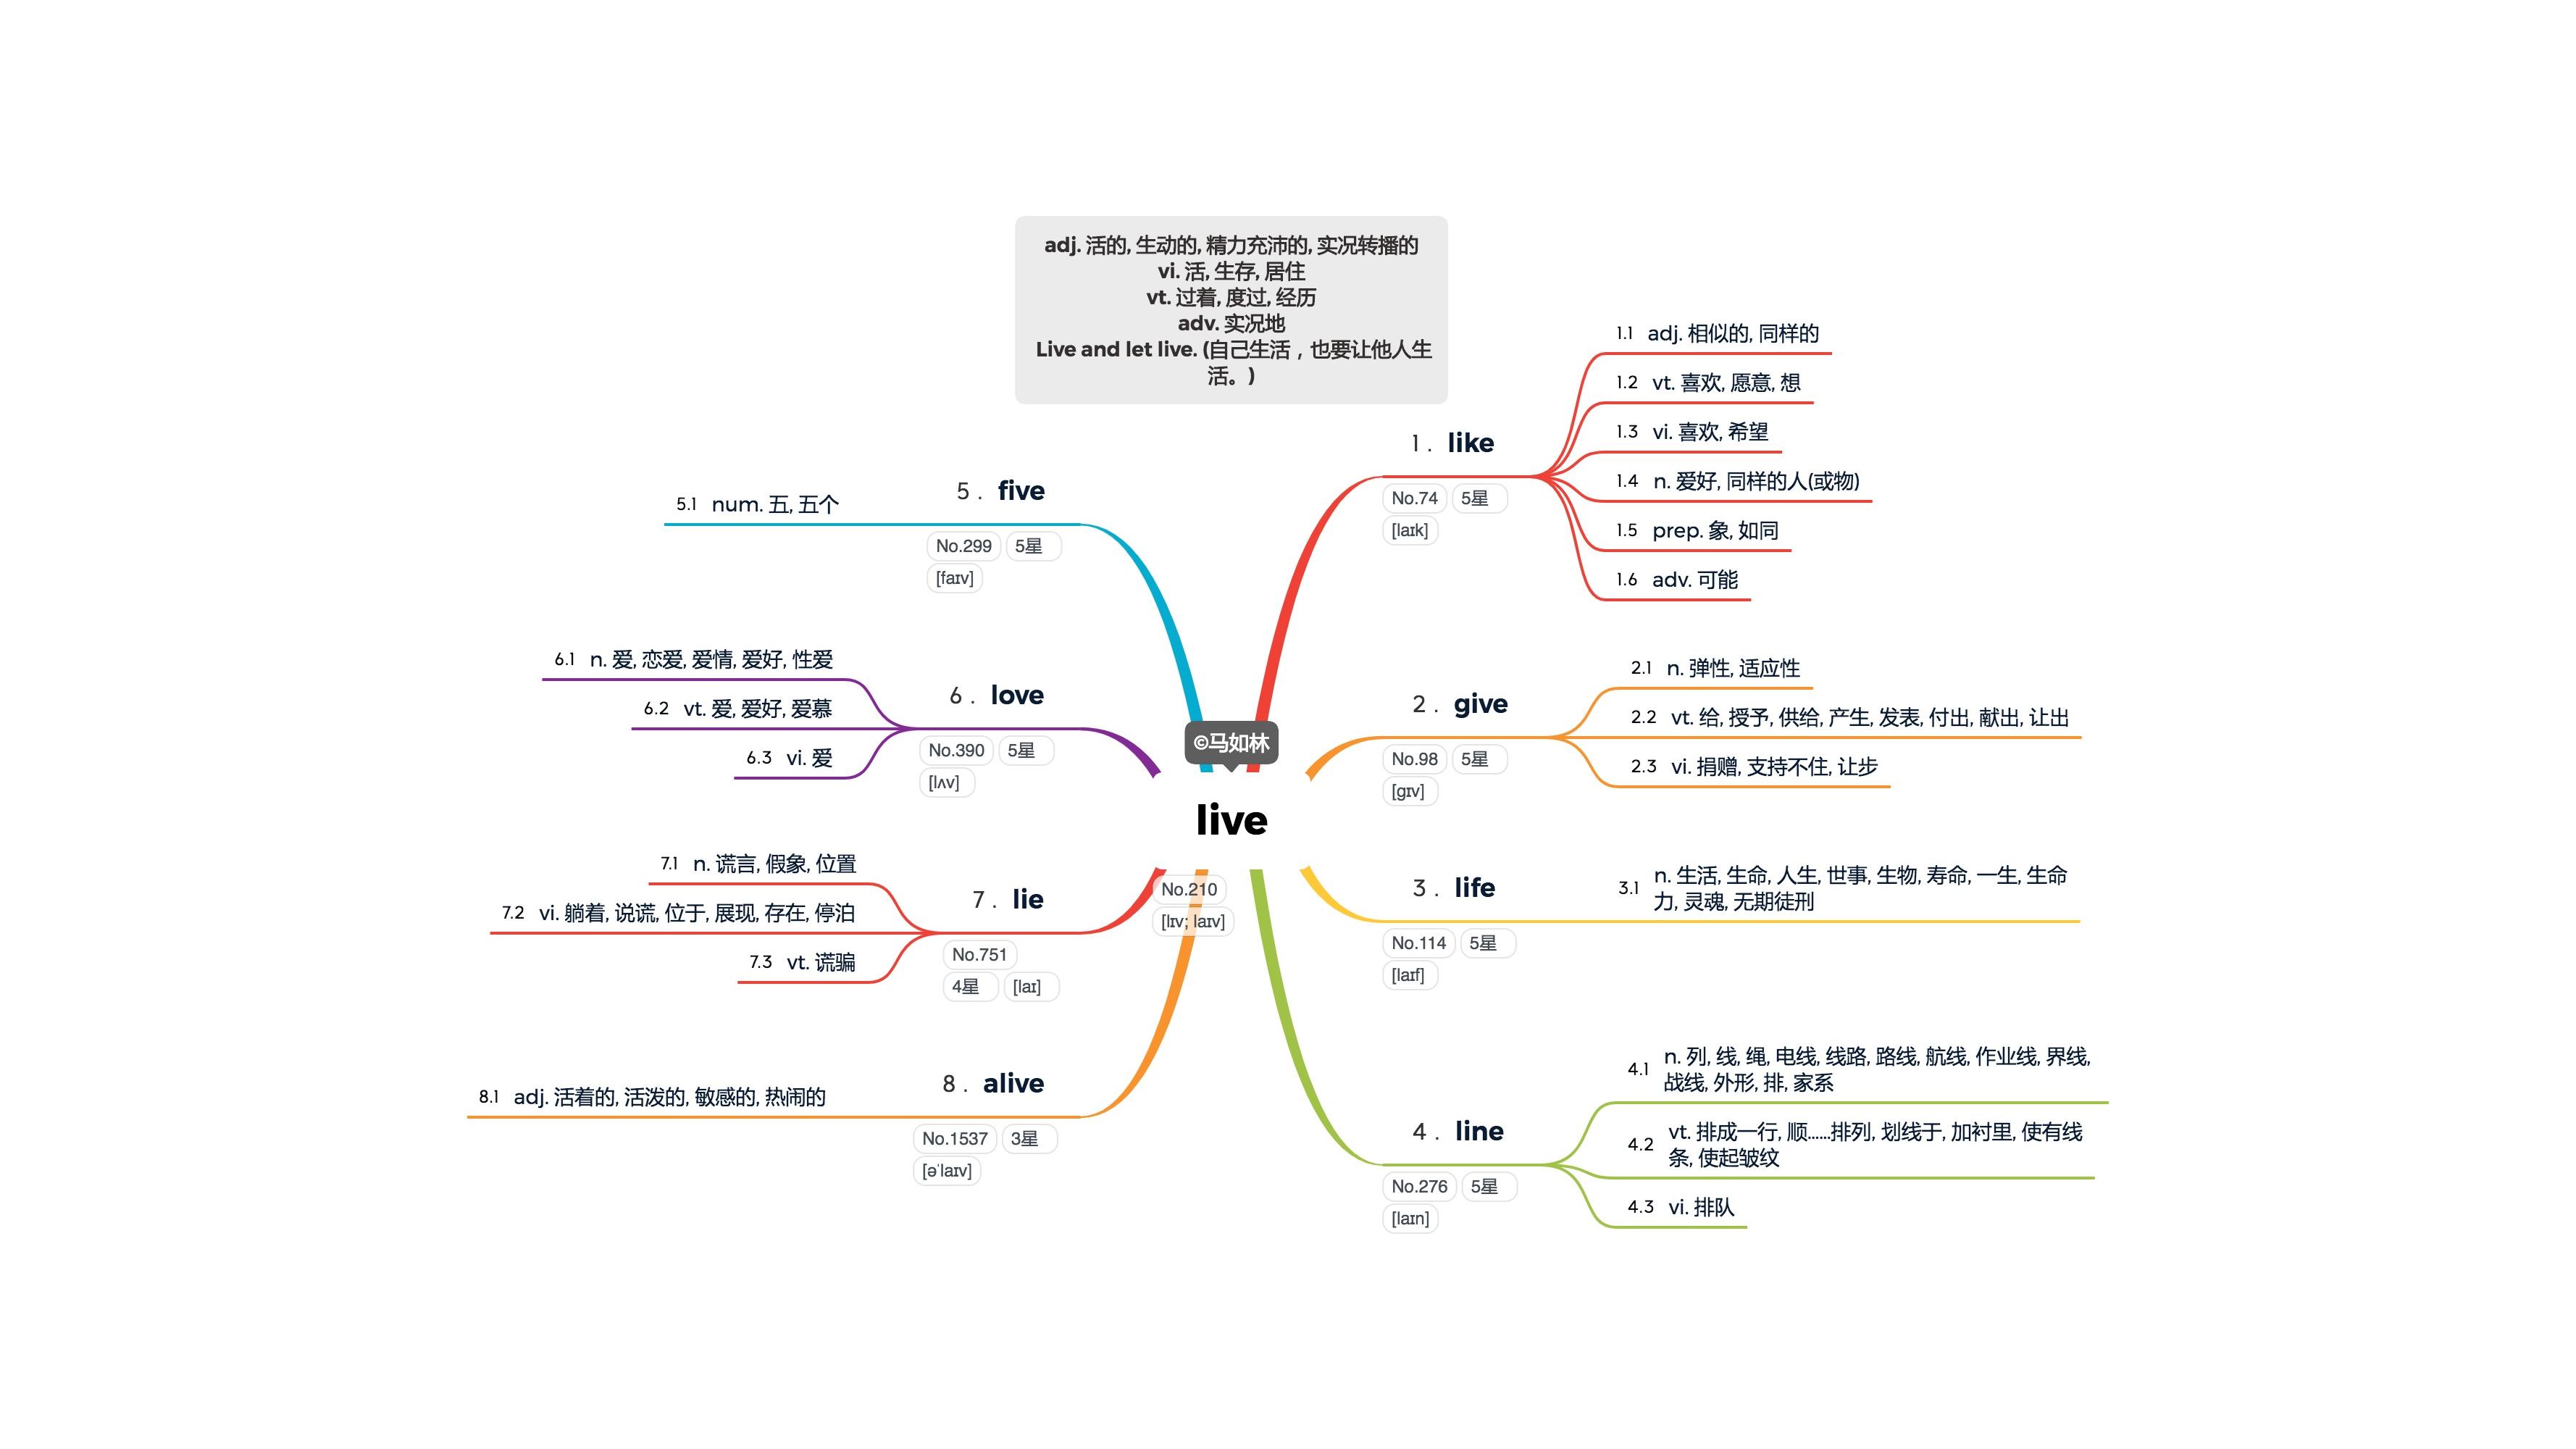 adj. 活的, 生动的, 精力充沛的, 实况转播的
vi. 活, 生存, 居住
vt. 过着, 度过, 经历
adv. 实况地
Live and let live. (自己生活，也要让他人生
活。)
©马如林
live
No.210
[lɪv; laɪv]
1. like
No.74 5星
[laɪk]
1.1 adj. 相似的, 同样的
1.2 vt. 喜欢, 愿意, 想
1.3 vi. 喜欢, 希望
1.4 n. 爱好, 同样的人(或物)
1.5 prep. 象, 如同
1.6 adv. 可能
2. give
No.98 5星
[gɪv]
2.1 n. 弹性, 适应性
2.2 vt. 给, 授予, 供给, 产生, 发表, 付出, 献出, 让出
2.3 vi. 捐赠, 支持不住, 让步
3. life
No.114 5星
[laɪf]
3.1 n. 生活, 生命, 人生, 世事, 生物, 寿命, 一生, 生命
力, 灵魂, 无期徒刑
4. line
No.276 5星
[laɪn]
4.1 n. 列, 线, 绳, 电线, 线路, 路线, 航线, 作业线, 界线,
战线, 外形, 排, 家系
4.2 vt. 排成一行, 顺......排列, 划线于, 加衬里, 使有线
条, 使起皱纹
4.3 vi. 排队
5. five
No.299 5星
[faɪv]
5.1 num. 五, 五个
6. love
No.390 5星
[lʌv]
6.1 n. 爱, 恋爱, 爱情, 爱好, 性爱
6.2 vt. 爱, 爱好, 爱慕
6.3 vi. 爱
7. lie
No.751
4星 [laɪ]
7.1 n. 谎言, 假象, 位置
7.2 vi. 躺着, 说谎, 位于, 展现, 存在, 停泊
7.3 vt. 谎骗
8. alive
No.1537 3星
[əˈlaɪv]
8.1 adj. 活着的, 活泼的, 敏感的, 热闹的